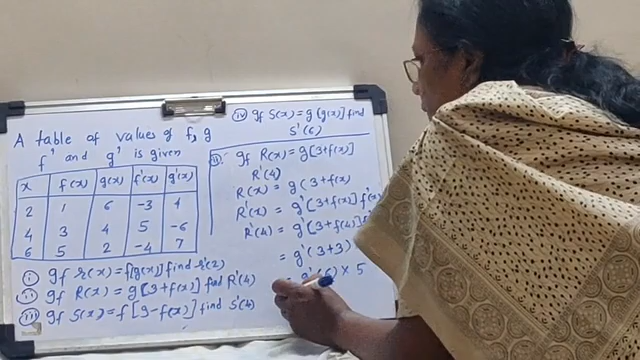 A table of values of f, g
f' and g' is given
x f(x) g(x) f'(x) g'(x)
2 1 6 -3 1
4 3 4 5 -6
6 5 2 -4 7
(i) If r(x) = f[g(x)] find r'(2)
(ii) If R(x) = g[3+f(x)] find R'(4)
(iii) If S(x) = f[9-f(x)] find S'(4)
(iv) If S(x) = g[g(x)] find
S'(6)
(ii) If R(x) = g[3+f(x)]
R'(4)
R(x) = g(3+f(x)
R'(x) = g'[3+f(x)] f'
R'(4) = g'[3+f(4)]
= g'(3+3)
= g'(6) × 5